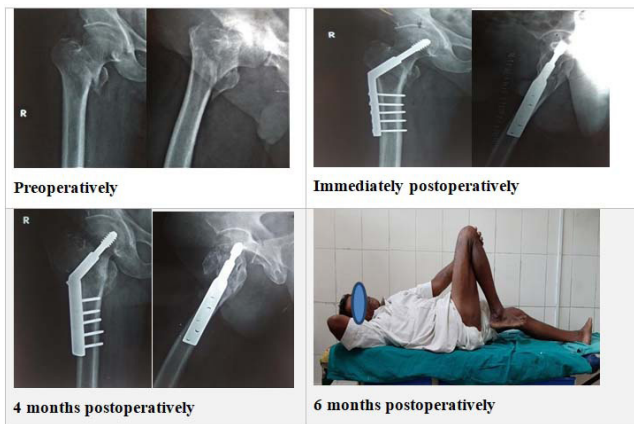 R
Preoperatively
R
Immediately postoperatively
R
4 months postoperatively
6 months postoperatively